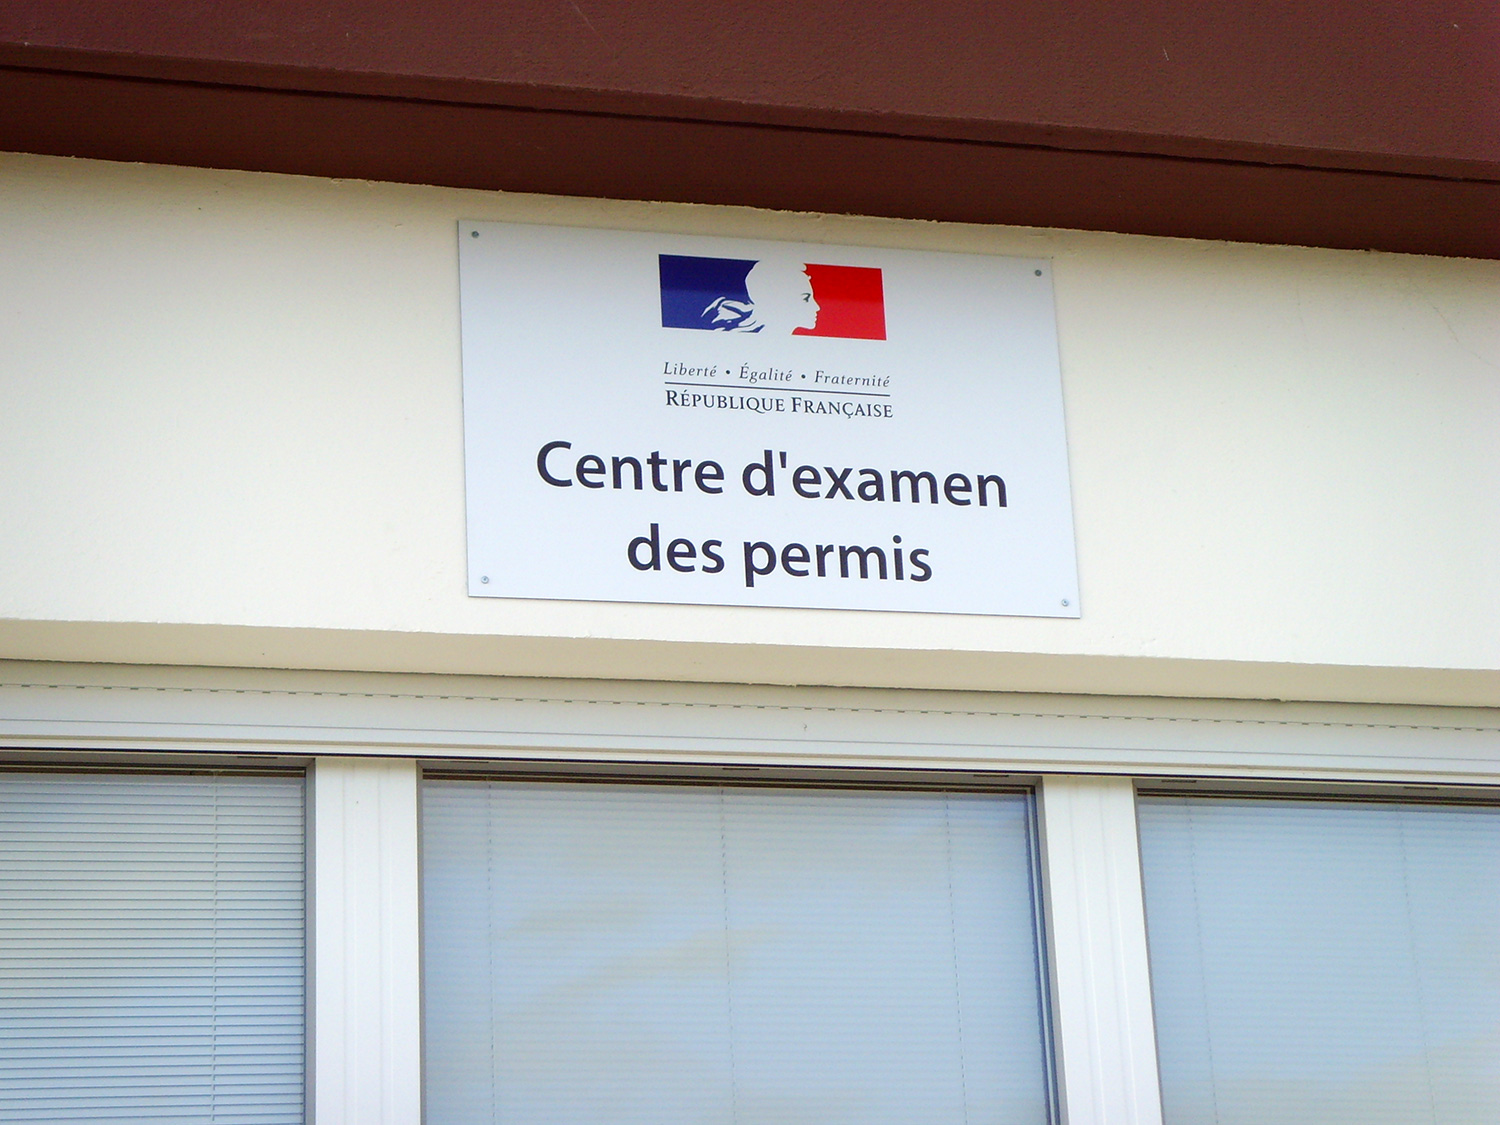 Liberté • Égalité • Fraternité
RÉPUBLIQUE FRANÇAISE
Centre d'examen
des permis